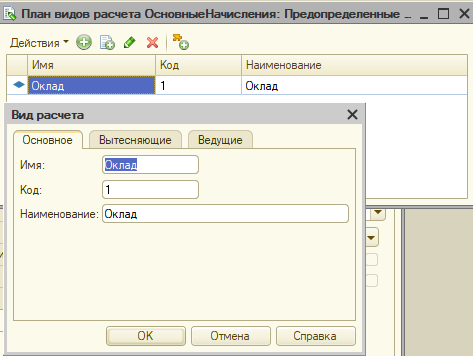 План видов расчета ОсновныеНачисления: Предопределенные
Действия
Имя Код Наименование
Оклад 1 Оклад
Вид расчета
Основное Вытесняющие Ведущие
Имя: Оклад
Код: 1
Наименование: Оклад
OK Отмена Справка